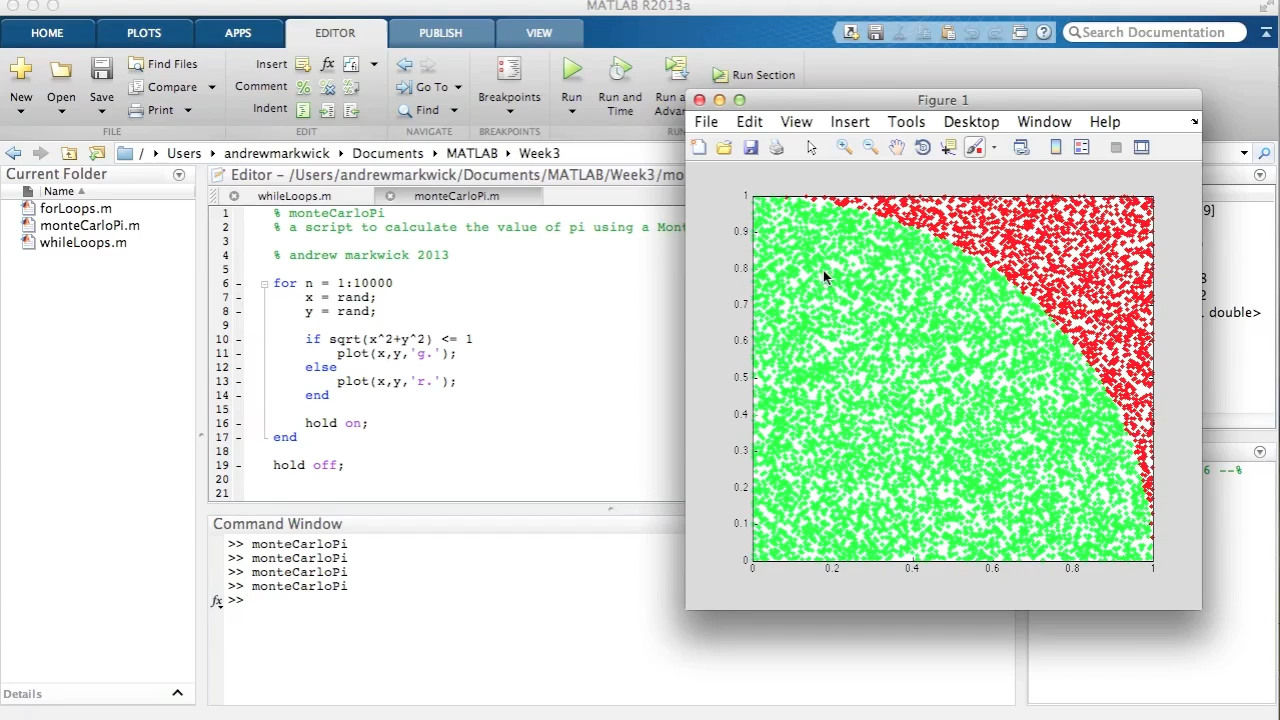 MATLAB R2013a
HOME PLOTS APPS EDITOR PUBLISH VIEW
Search Documentation
New
Open
Save
Find Files
Compare
Print
FILE
Insert
Comment
Indent
EDIT
Go To
Find
NAVIGATE
Breakpoints
BREAKPOINTS
Run
Run and Time
Run a
Advan
Run Section
RUN
/ Users andrewmarkwick Documents MATLAB Week3
Current Folder
Name
forLoops.m
monteCarloPi.m
whileLoops.m
Details
Editor – /Users/andrewmarkwick/Documents/MATLAB/Week3/mo
whileLoops.m monteCarloPi.m
1 % monteCarloPi
2 % a script to calculate the value of pi using a Mont
3
4 % andrew markwick 2013
5
6 – for n = 1:10000
7 – x = rand;
8 – y = rand;
9
10 – if sqrt(x^2+y^2) <= 1
11 – plot(x,y,'g.');
12 – else
13 – plot(x,y,'r.');
14 – end
15
16 – hold on;
17 – end
18
19 – hold off;
20
21
Command Window
>> monteCarloPi
>> monteCarloPi
>> monteCarloPi
>> monteCarloPi
fx >>
Figure 1
File Edit View Insert Tools Desktop Window Help
1
0.9
0.8
0.7
0.6
0.5
0.4
0.3
0.2
0.1
0
0 0.2 0.4 0.6 0.8 1
9]
8
2
double>
6 --%